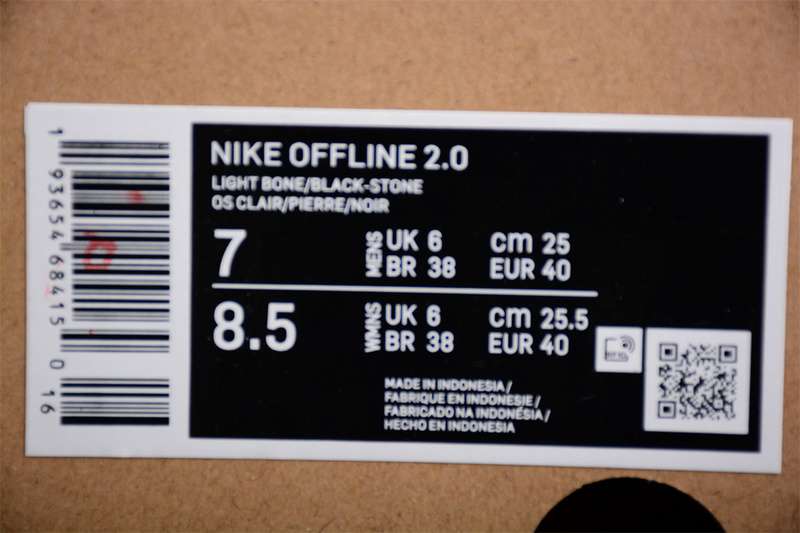 NIKE OFFLINE 2.0
LIGHT BONE/BLACK-STONE
OS CLAIR/PIERRE/NOIR
7 MENS UK 6 cm 25
BR 38 EUR 40
8.5 WMNS UK 6 cm 25.5
BR 38 EUR 40
MADE IN INDONESIA /
FABRIQUE EN INDONESIE /
FABRICADO NA INDONÉSIA /
HECHO EN INDONESIA
1 93654 68415 0 16